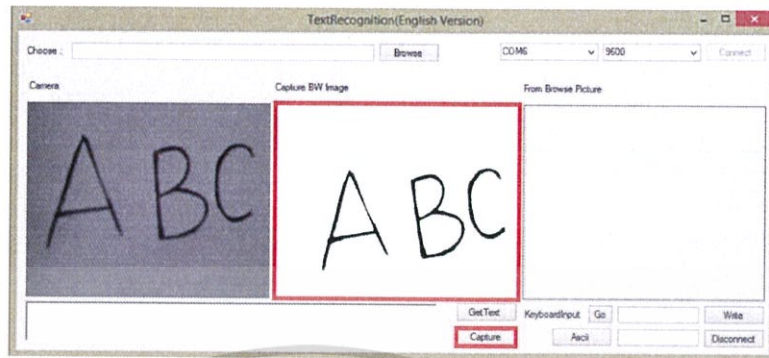 TextRecognition(English Version)
Choose : Browse COM6 9600 Connect
Camera Capture BW Image From Browse Picture
ABC ABC
GetText KeyboardInput Go Write
Capture Ascii Disconnect